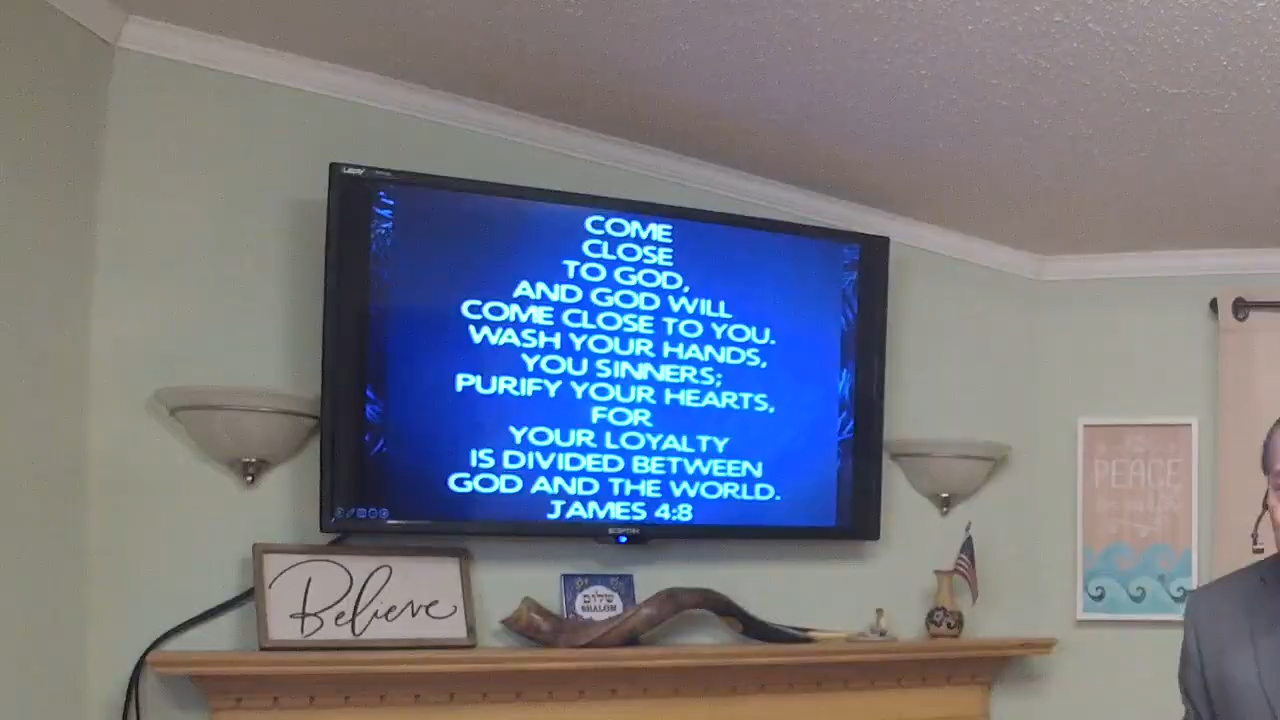 COME
CLOSE
TO GOD,
AND GOD WILL
COME CLOSE TO YOU.
WASH YOUR HANDS,
YOU SINNERS;
PURIFY YOUR HEARTS,
FOR
YOUR LOYALTY
IS DIVIDED BETWEEN
GOD AND THE WORLD.
JAMES 4:8
SCEPTRE
Believe
שלום
SHALOM
PEACE